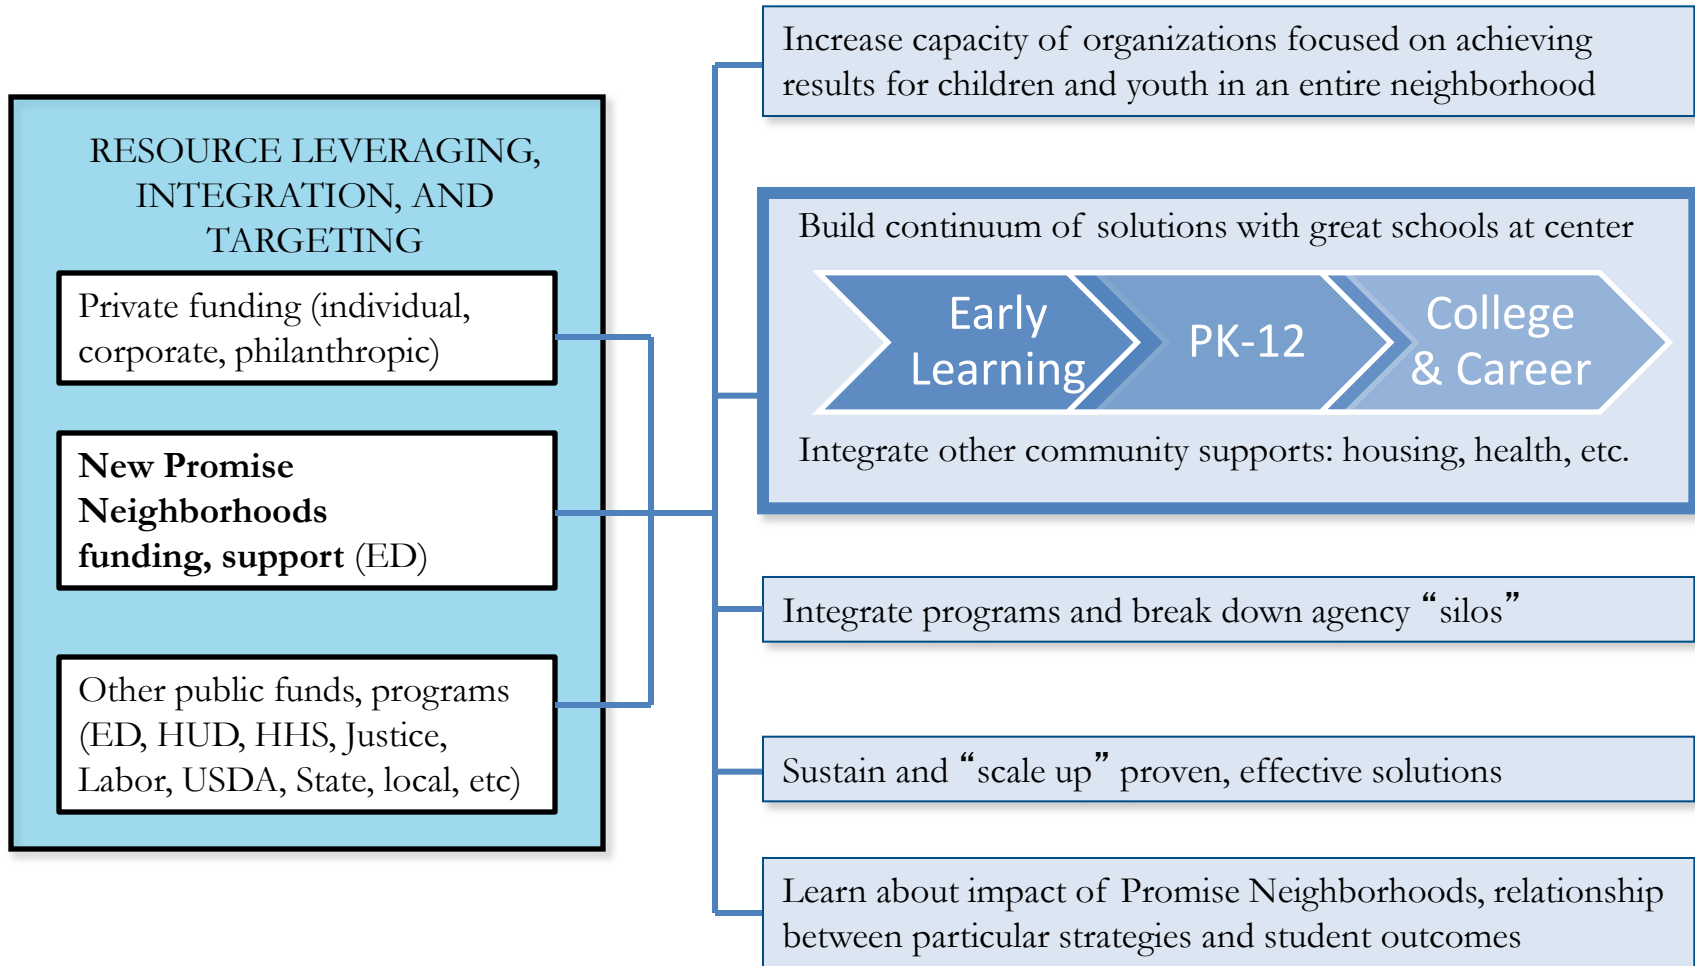 RESOURCE LEVERAGING,
INTEGRATION, AND
TARGETING
Private funding (individual,
corporate, philanthropic)
New Promise
Neighborhoods
funding, support (ED)
Other public funds, programs
(ED, HUD, HHS, Justice,
Labor, USDA, State, local, etc)
Increase capacity of organizations focused on achieving
results for children and youth in an entire neighborhood
Build continuum of solutions with great schools at center
Early
Learning
PK-12
College
& Career
Integrate other community supports: housing, health, etc.
Integrate programs and break down agency “silos”
Sustain and “scale up” proven, effective solutions
Learn about impact of Promise Neighborhoods, relationship
between particular strategies and student outcomes